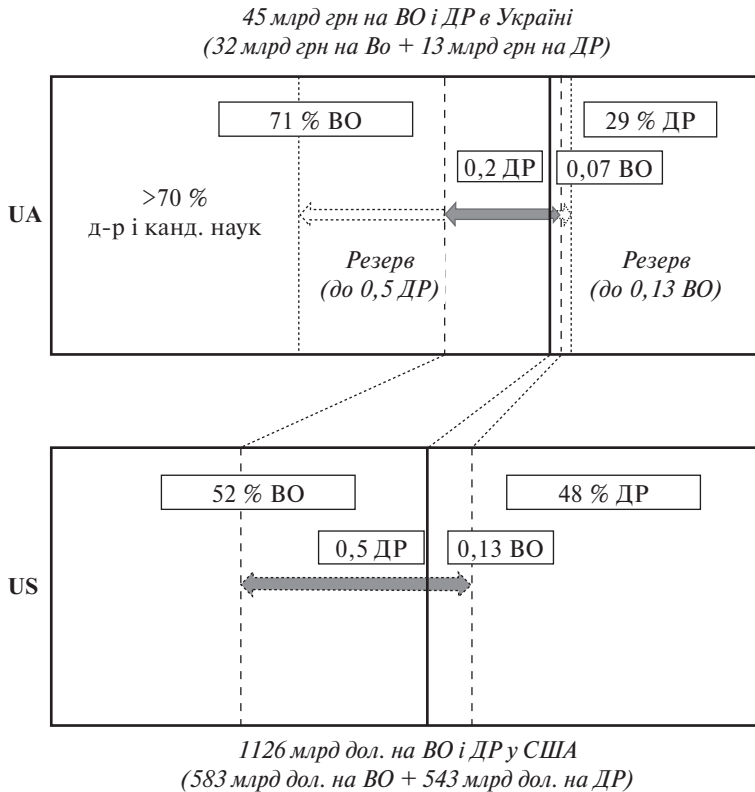 45 млрд грн на ВО і ДР в Україні
(32 млрд грн на Во + 13 млрд грн на ДР)
71 % ВО
29 % ДР
0,2 ДР
0,07 ВО
>70 %
д-р і канд. наук
UA
Резерв
(до 0,5 ДР)
Резерв
(до 0,13 ВО)
52 % ВО
48 % ДР
0,5 ДР
0,13 ВО
US
1126 млрд дол. на ВО і ДР у США
(583 млрд дол. на ВО + 543 млрд дол. на ДР)